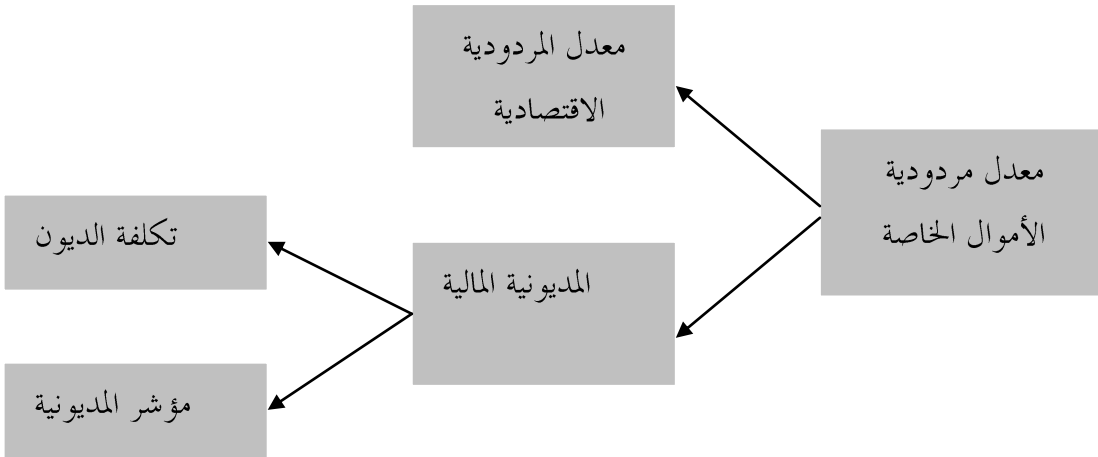 معدل مردودية
الأموال الخاصة
معدل المردودية
الاقتصادية
المديونية المالية
تكلفة الديون
مؤشر المديونية